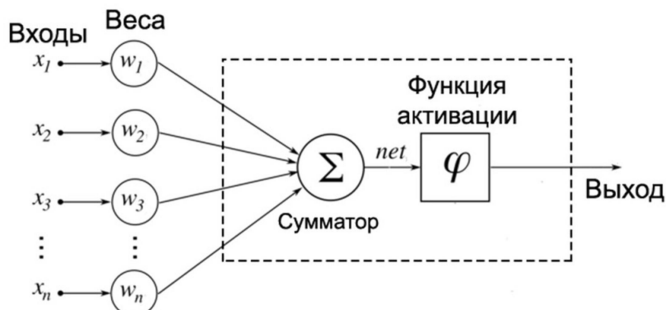 Входы
Веса
x₁
w₁
x₂
w₂
x₃
w₃
xₙ
wₙ
Σ
Сумматор
net
Функция
активации
φ
Выход